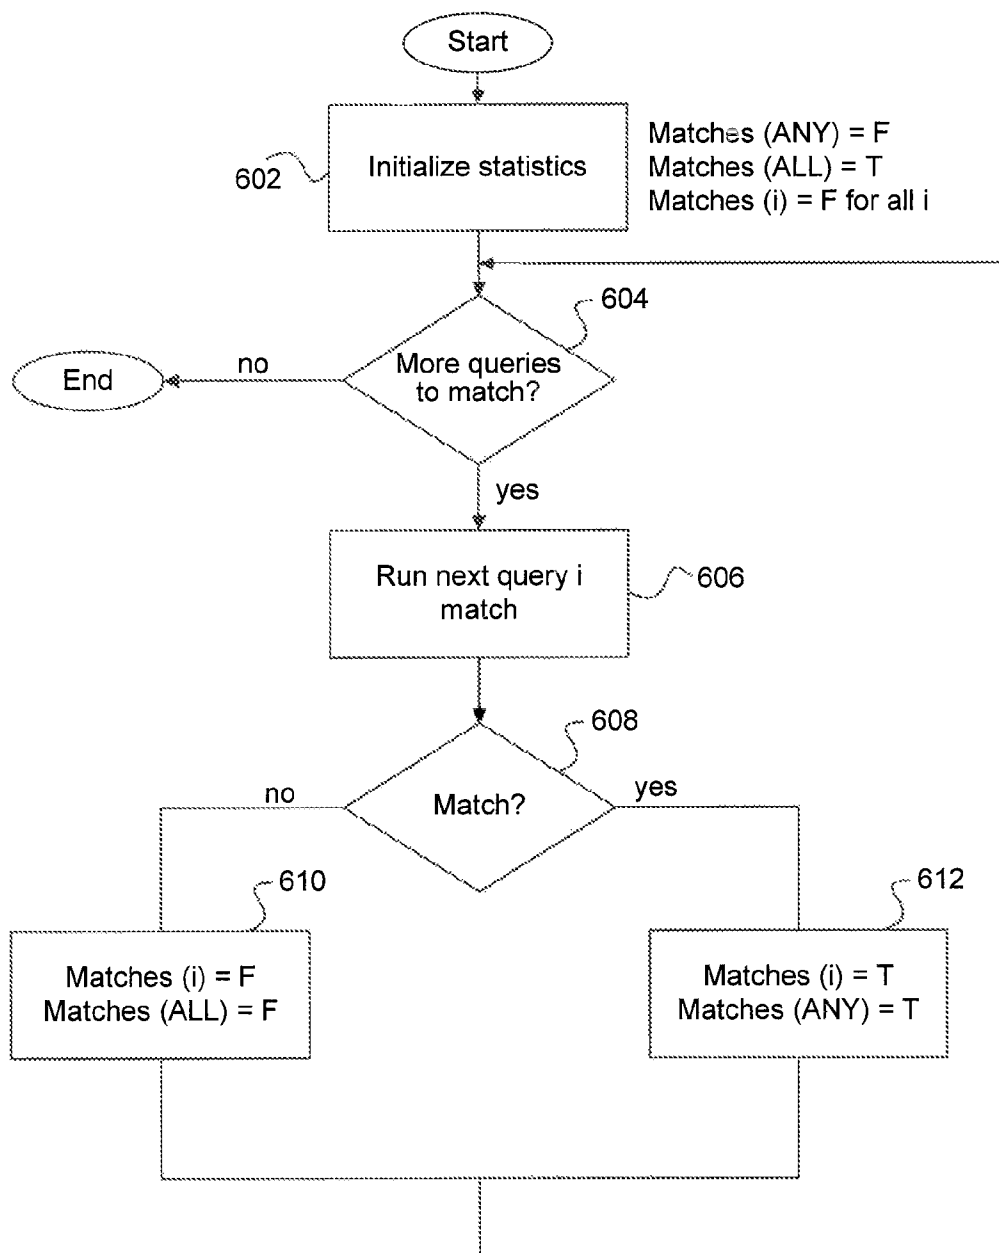 Start
602
Initialize statistics
Matches (ANY) = F
Matches (ALL) = T
Matches (i) = F for all i
604
More queries
to match?
no
End
yes
Run next query i
match
606
608
Match?
no
yes
610
612
Matches (i) = F
Matches (ALL) = F
Matches (i) = T
Matches (ANY) = T